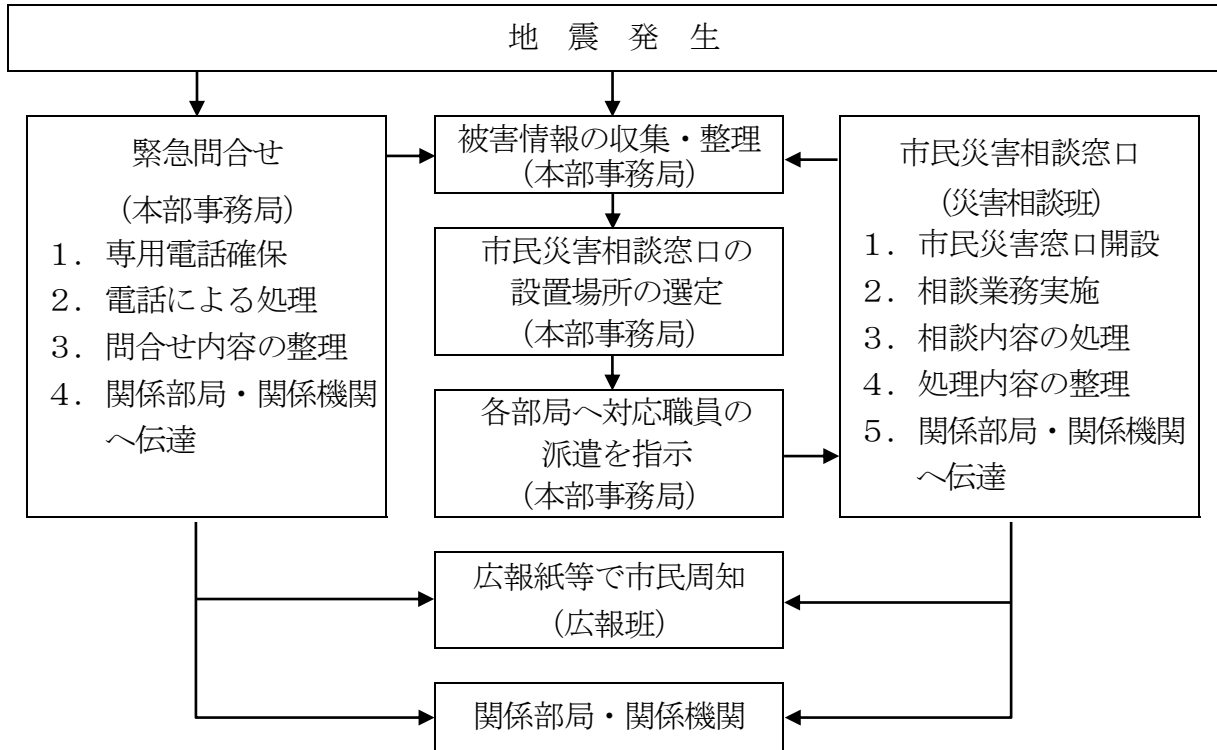 地 震 発 生
緊急問合せ
(本部事務局)
1. 専用電話確保
2. 電話による処理
3. 問合せ内容の整理
4. 関係部局・関係機関
へ伝達
被害情報の収集・整理
(本部事務局)
市民災害相談窓口の
設置場所の選定
(本部事務局)
各部局へ対応職員の
派遣を指示
(本部事務局)
市民災害相談窓口
(災害相談班)
1. 市民災害窓口開設
2. 相談業務実施
3. 相談内容の処理
4. 処理内容の整理
5. 関係部局・関係機関
へ伝達
広報紙等で市民周知
(広報班)
関係部局・関係機関